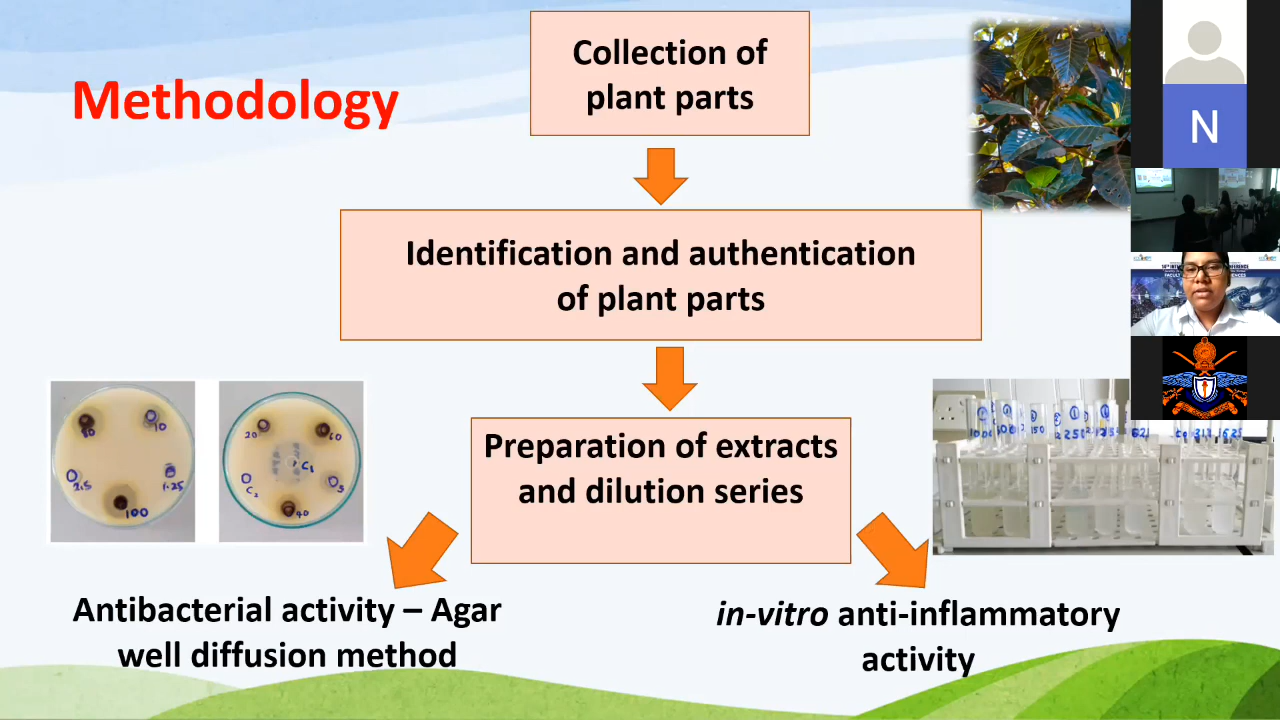 Methodology
Collection of
plant parts
N
Identification and authentication
of plant parts
Preparation of extracts
and dilution series
Antibacterial activity – Agar
well diffusion method
in-vitro anti-inflammatory
activity
10
2.5
1.25
100
20
60
C1
C2
5
40